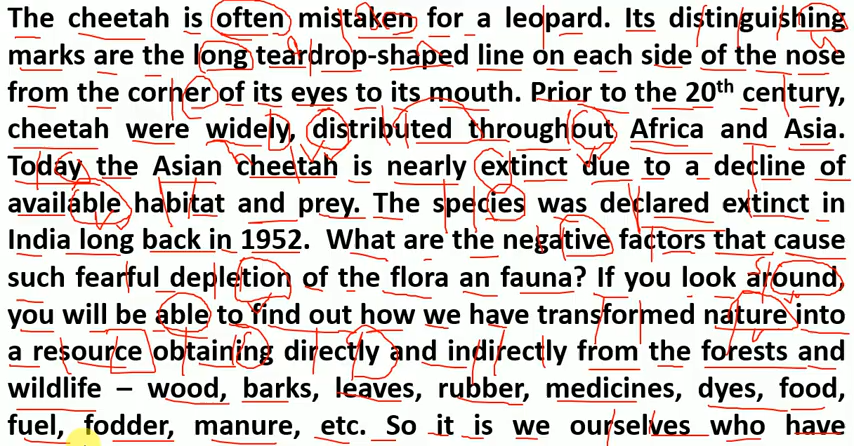 The cheetah is often mistaken for a leopard. Its distinguishing
marks are the long teardrop-shaped line on each side of the nose
from the corner of its eyes to its mouth. Prior to the 20th century,
cheetah were widely, distributed throughout Africa and Asia.
Today the Asian cheetah is nearly extinct due to a decline of
available habitat and prey. The species was declared extinct in
India long back in 1952. What are the negative factors that cause
such fearful depletion of the flora an fauna? If you look around,
you will be able to find out how we have transformed nature into
a resource obtaining directly and indirectly from the forests and
wildlife – wood, barks, leaves, rubber, medicines, dyes, food,
fuel, fodder, manure, etc. So it is we ourselves who have